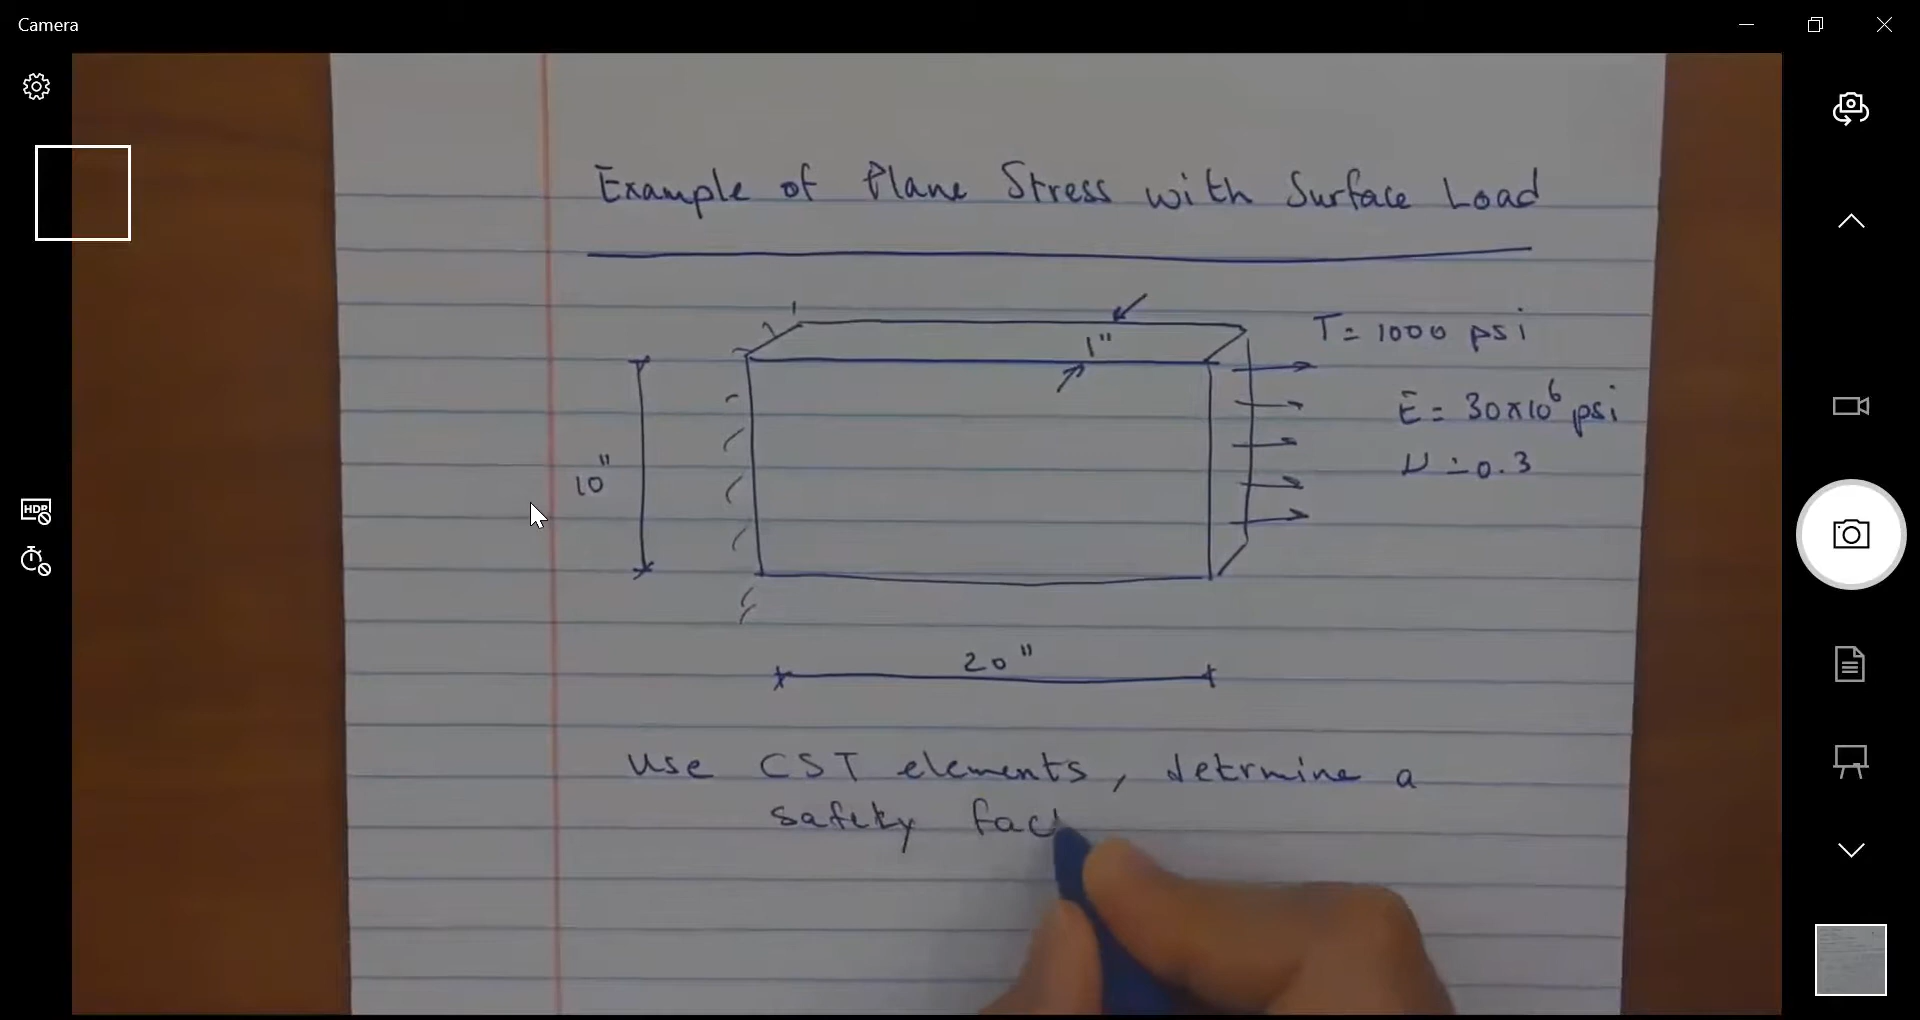 Camera
Example of Plane Stress with Surface Load
1"
T = 1000 psi
E = 30x10⁶ psi
ν = 0.3
10"
20"
Use CST elements, detrmine a
safety fac
HDR